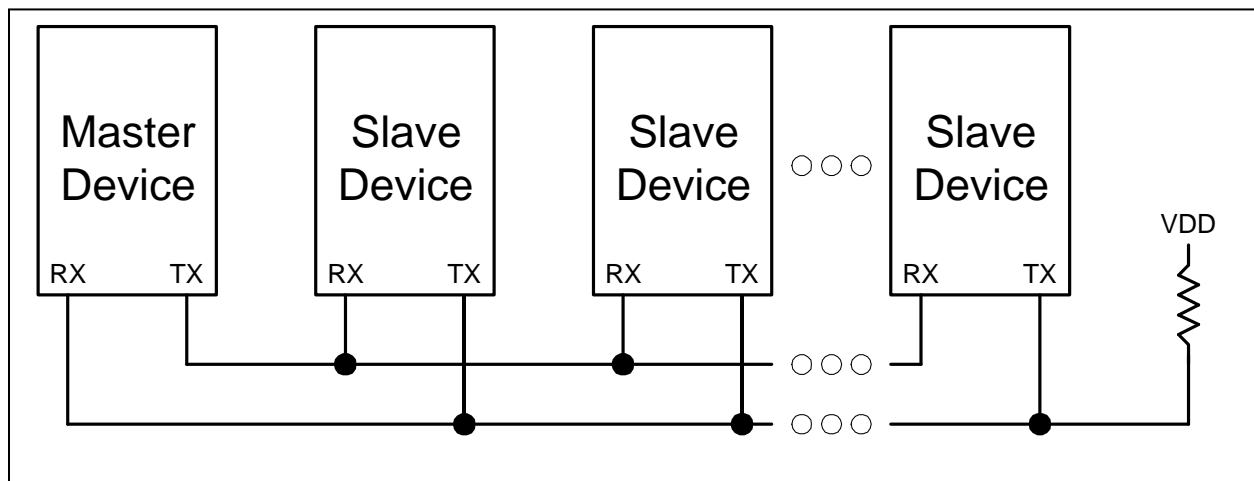 Master
Device
Slave
Device
Slave
Device
Slave
Device
RX TX
RX TX
RX TX
RX TX
VDD